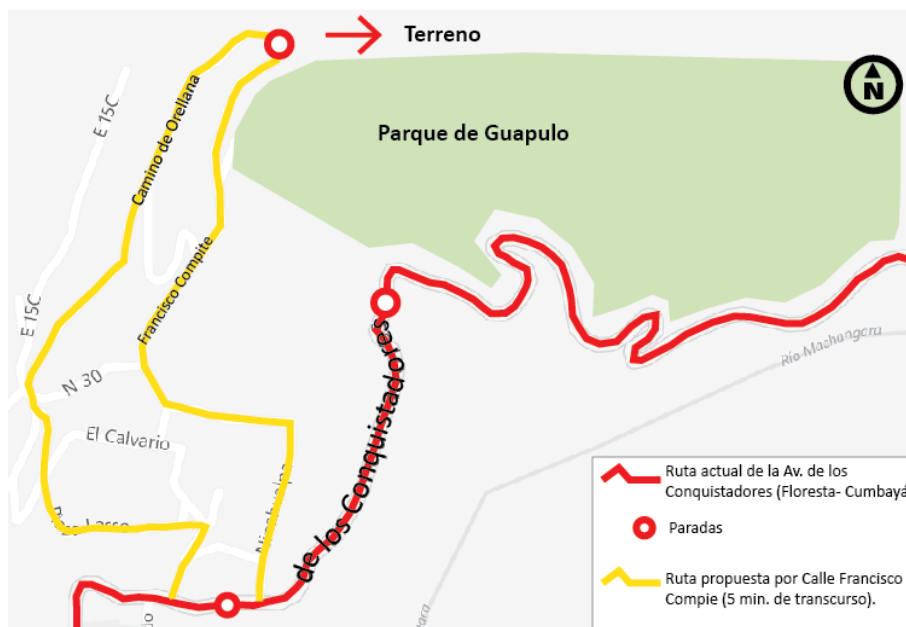 Terreno
N
Parque de Guapulo
E 15C
Camino de Orellana
Francisco Compite
E 15C
N 30
El Calvario
Lasso
de los Conquistadores
Río Machangara
Ruta actual de la Av. de los
Conquistadores (Floresta- Cumbayá
Paradas
Ruta propuesta por Calle Francisco
Compie (5 min. de transcurso).